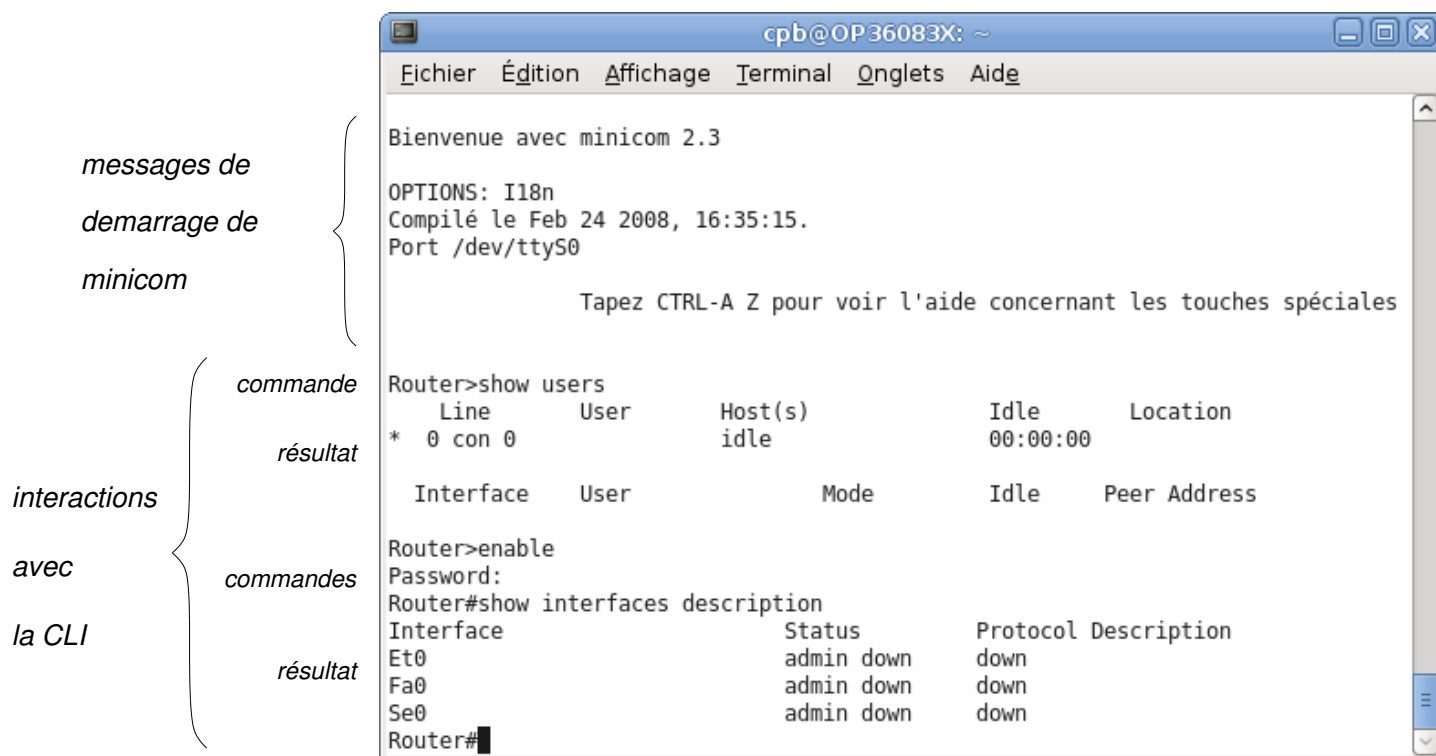 cpb@OP36083X: ~
Fichier Édition Affichage Terminal Onglets Aide
Bienvenue avec minicom 2.3
OPTIONS: I18n
Compilé le Feb 24 2008, 16:35:15.
Port /dev/ttyS0
Tapez CTRL-A Z pour voir l'aide concernant les touches spéciales
messages de
demarrage de
minicom
interactions
avec
la CLI
commande
résultat
commandes
résultat
Router>show users
Line User Host(s) Idle Location
* 0 con 0 idle 00:00:00
Interface User Mode Idle Peer Address
Router>enable
Password:
Router#show interfaces description
Interface Status Protocol Description
Et0 admin down down
Fa0 admin down down
Se0 admin down down
Router#